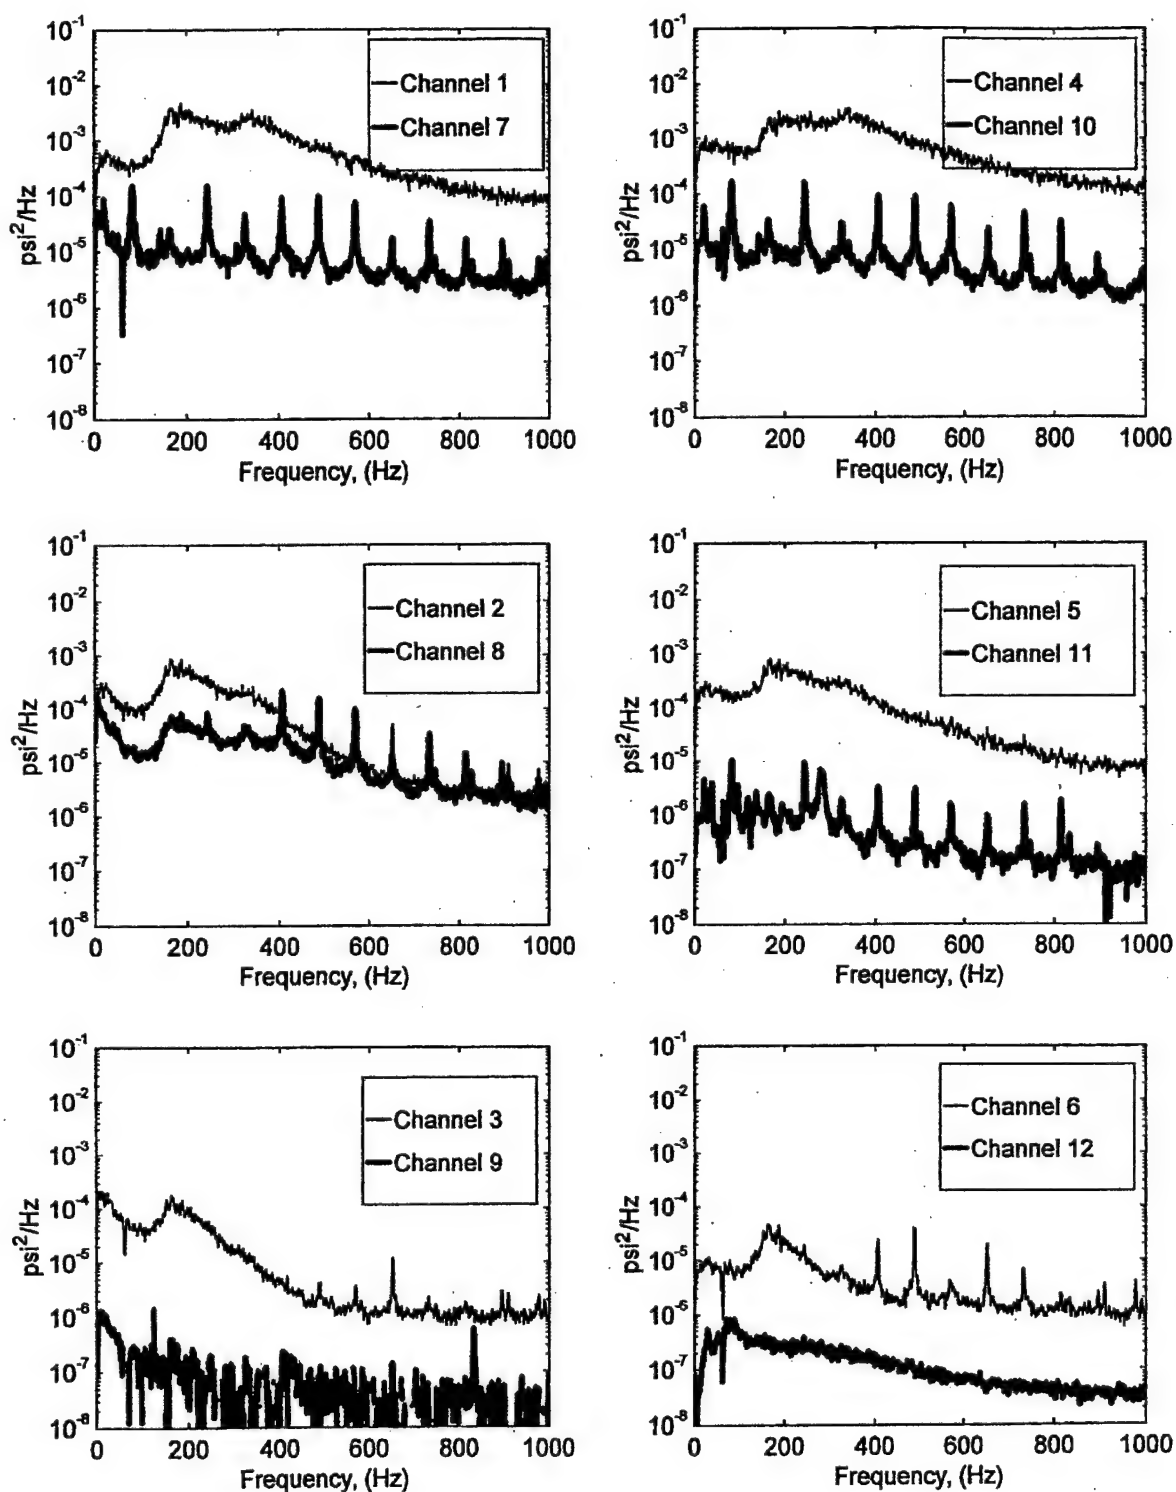 10-1
10-2
10-3
10-4
10-5
10-6
10-7
10-8
psi2/Hz
Channel 1
Channel 7
0 200 400 600 800 1000
Frequency, (Hz)
10-1
10-2
10-3
10-4
10-5
10-6
10-7
10-8
psi2/Hz
Channel 4
Channel 10
0 200 400 600 800 1000
Frequency, (Hz)
10-1
10-2
10-3
10-4
10-5
10-6
10-7
10-8
psi2/Hz
Channel 2
Channel 8
0 200 400 600 800 1000
Frequency, (Hz)
10-1
10-2
10-3
10-4
10-5
10-6
10-7
10-8
psi2/Hz
Channel 5
Channel 11
0 200 400 600 800 1000
Frequency, (Hz)
10-1
10-2
10-3
10-4
10-5
10-6
10-7
10-8
psi2/Hz
Channel 3
Channel 9
0 200 400 600 800 1000
Frequency, (Hz)
10-1
10-2
10-3
10-4
10-5
10-6
10-7
10-8
psi2/Hz
Channel 6
Channel 12
0 200 400 600 800 1000
Frequency, (Hz)